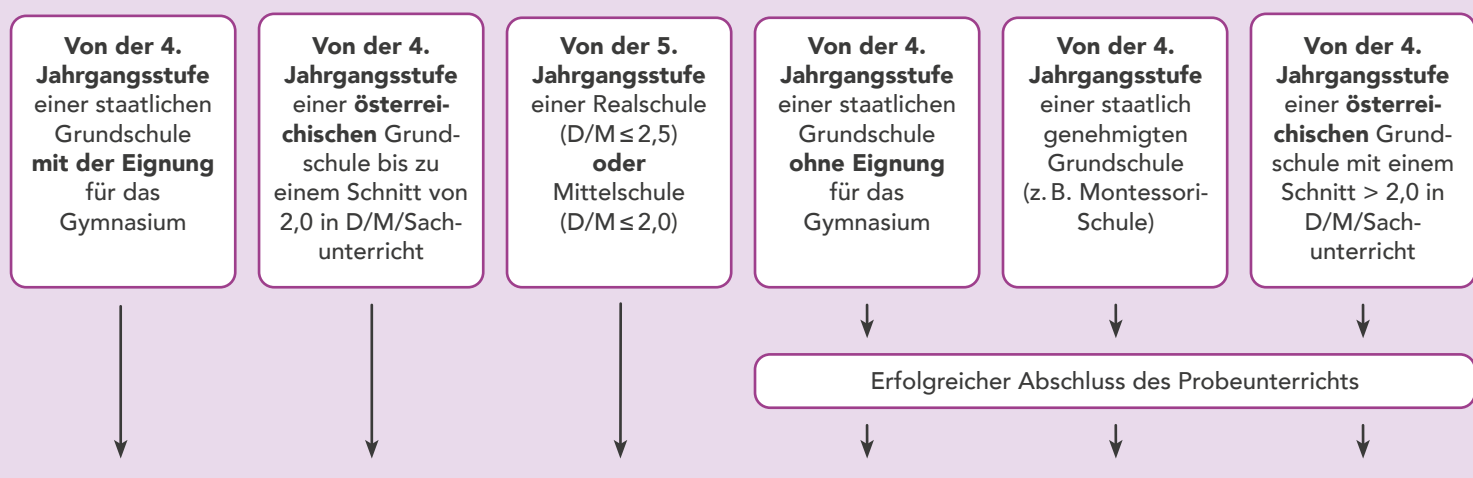 Von der 4.
Jahrgangsstufe
einer staatlichen
Grundschule
mit der Eignung
für das
Gymnasium
Von der 4.
Jahrgangsstufe
einer österrei-
chischen Grund-
schule bis zu
einem Schnitt von
2,0 in D/M/Sach-
unterricht
Von der 5.
Jahrgangsstufe
einer Realschule
(D/M ≤ 2,5)
oder
Mittelschule
(D/M ≤ 2,0)
Von der 4.
Jahrgangsstufe
einer staatlichen
Grundschule
ohne Eignung
für das
Gymnasium
Von der 4.
Jahrgangsstufe
einer staatlich
genehmigten
Grundschule
(z. B. Montessori-
Schule)
Von der 4.
Jahrgangsstufe
einer österrei-
chischen Grund-
schule mit einem
Schnitt > 2,0 in
D/M/Sach-
unterricht
Erfolgreicher Abschluss des Probeunterrichts